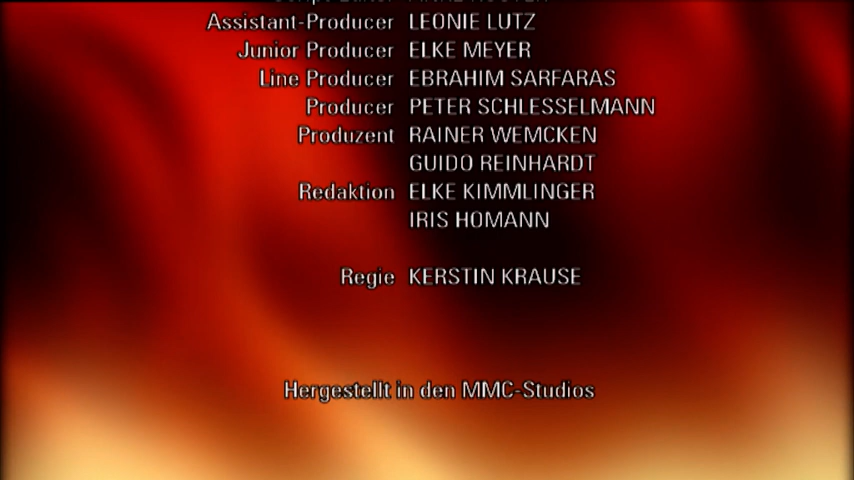 Assistant-Producer LEONIE LUTZ
Junior Producer ELKE MEYER
Line Producer EBRAHIM SARFARAS
Producer PETER SCHLESSELMANN
Produzent RAINER WEMCKEN
GUIDO REINHARDT
Redaktion ELKE KIMMLINGER
IRIS HOMANN
Regie KERSTIN KRAUSE
Hergestellt in den MMC-Studios